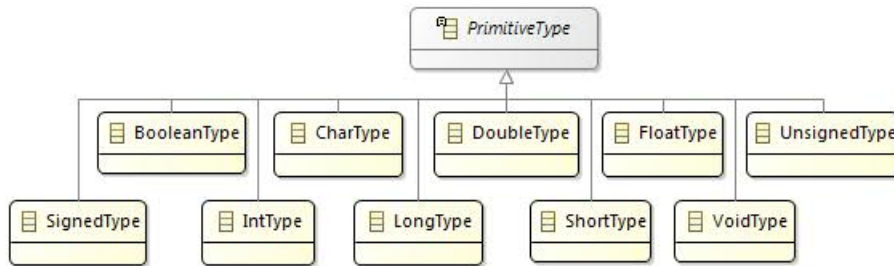 PrimitiveType
BooleanType CharType DoubleType FloatType UnsignedType
SignedType IntType LongType ShortType VoidType